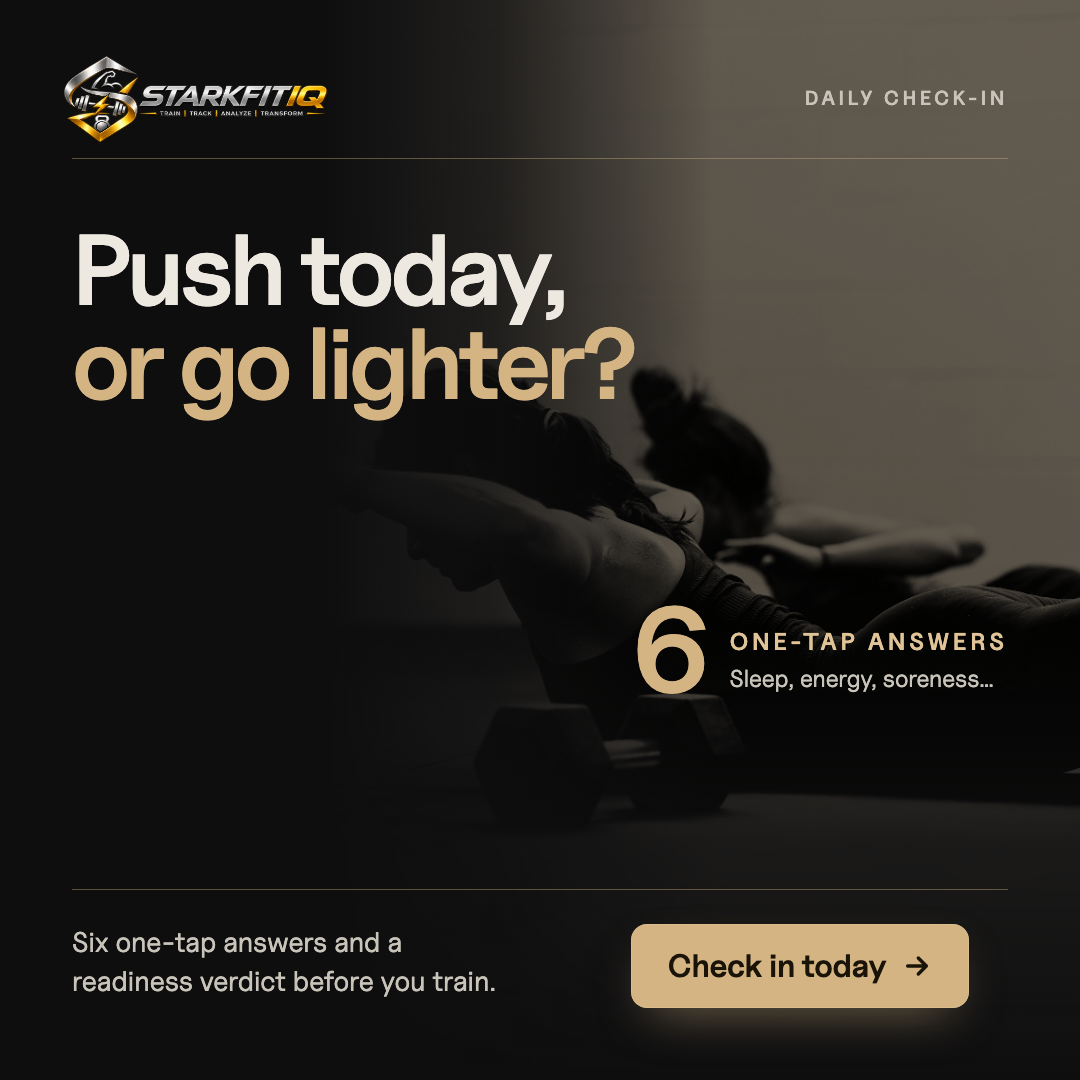 STARKFITIQ
TRAIN | TRACK | ANALYZE | TRANSFORM
DAILY CHECK-IN
Push today,
or go lighter?
6
ONE-TAP ANSWERS
Sleep, energy, soreness...
Six one-tap answers and a
readiness verdict before you train.
Check in today →